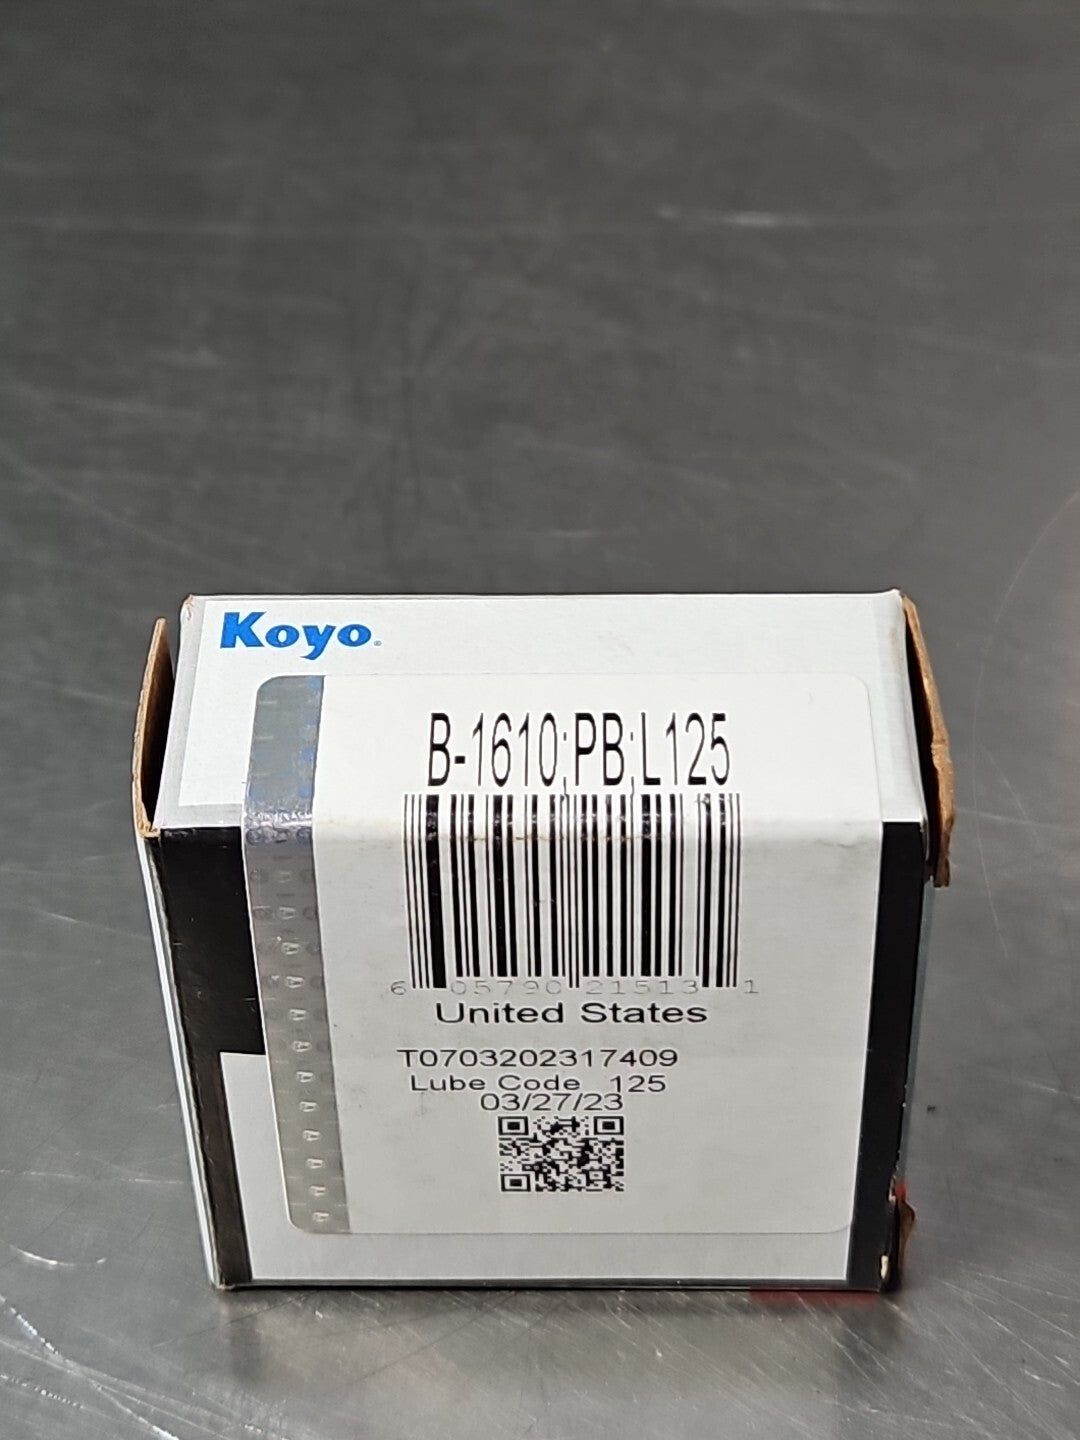 Koyo
B-1610;PB;L125
6 05790 21513 1
United States
T0703202317409
Lube Code 125
03/27/23